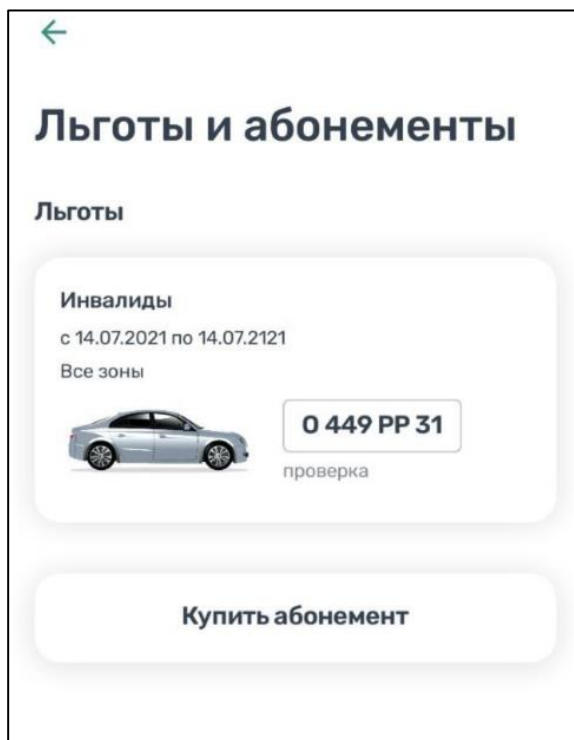 Льготы и абонементы
Льготы
Инвалиды
с 14.07.2021 по 14.07.2121
Все зоны
О 449 РР 31
проверка
Купить абонемент